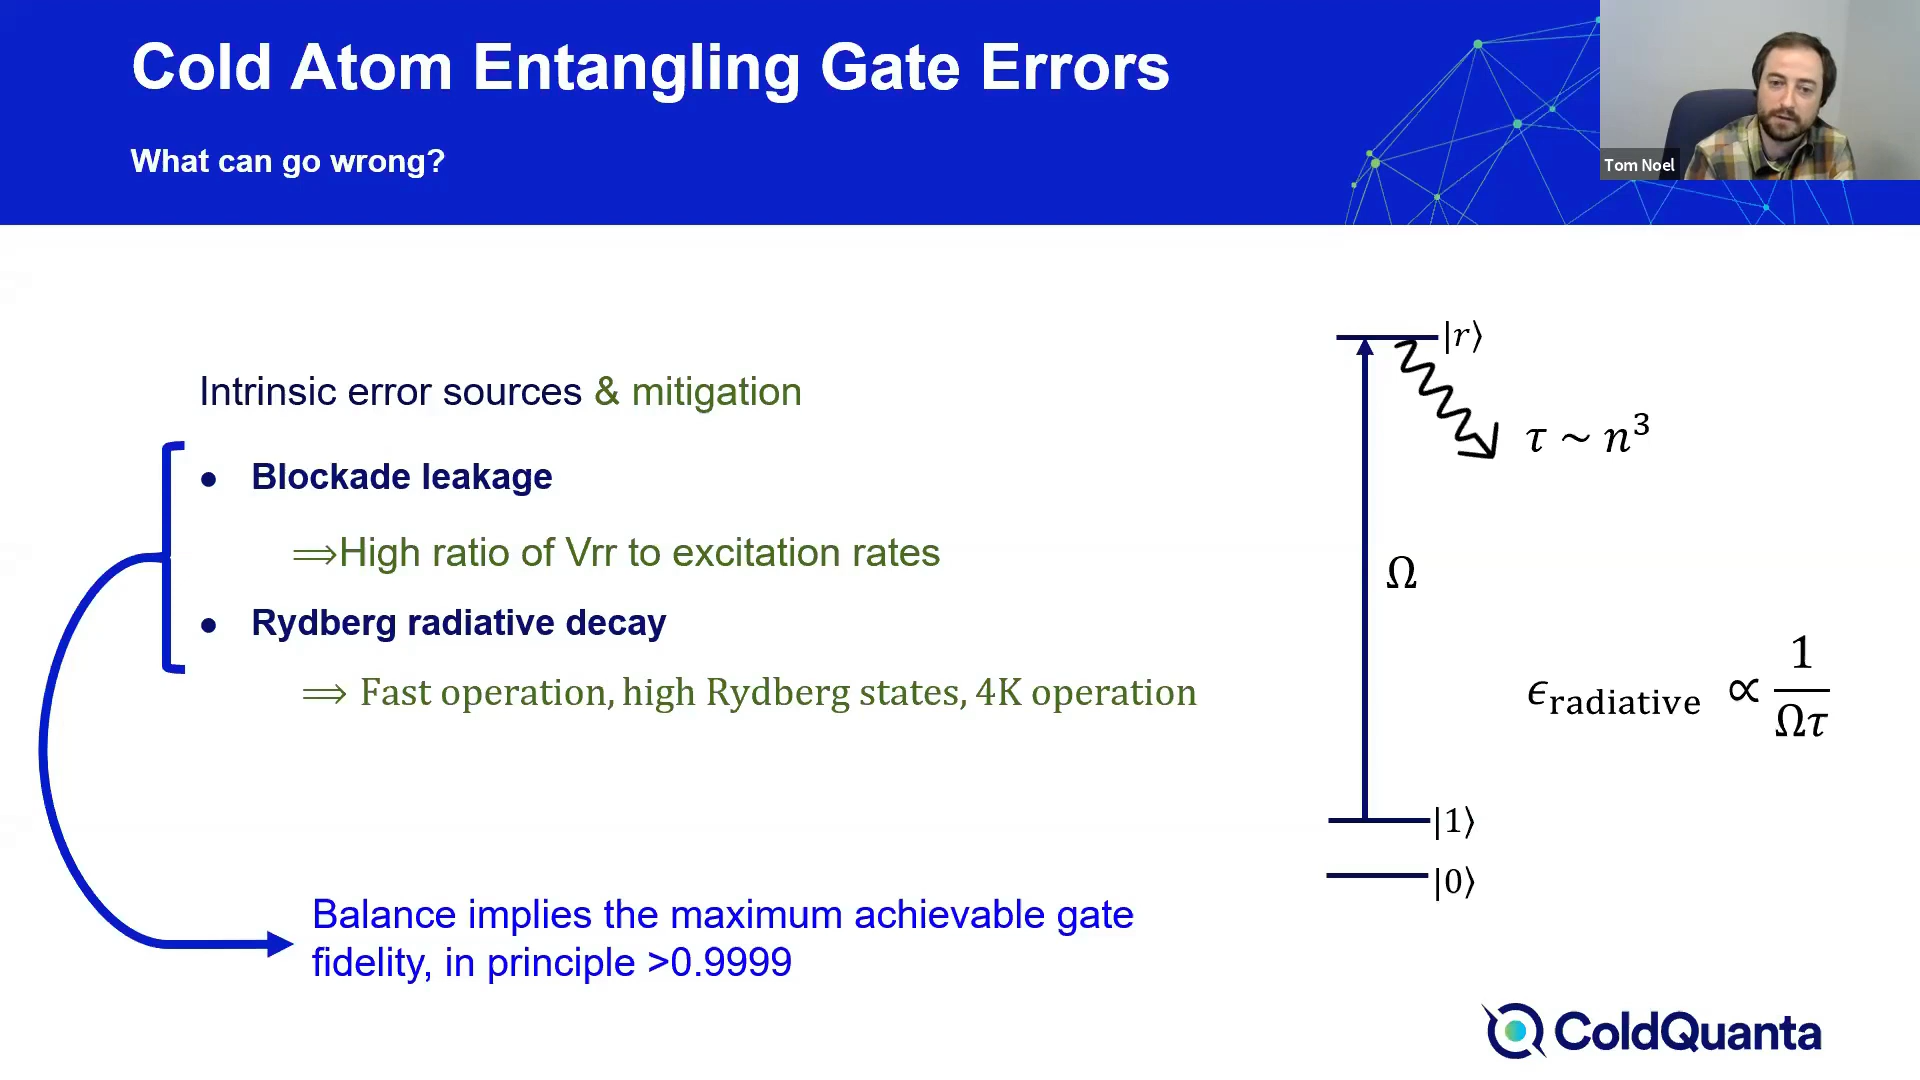 Cold Atom Entangling Gate Errors
What can go wrong?
Tom Noel
Intrinsic error sources & mitigation
● Blockade leakage
⟹High ratio of Vrr to excitation rates
● Rydberg radiative decay
⟹ Fast operation, high Rydberg states, 4K operation
Balance implies the maximum achievable gate
fidelity, in principle >0.9999
|r⟩
τ ~ n³
Ω
ϵradiative ∝ 1/Ωτ
|1⟩
|0⟩
ColdQuanta